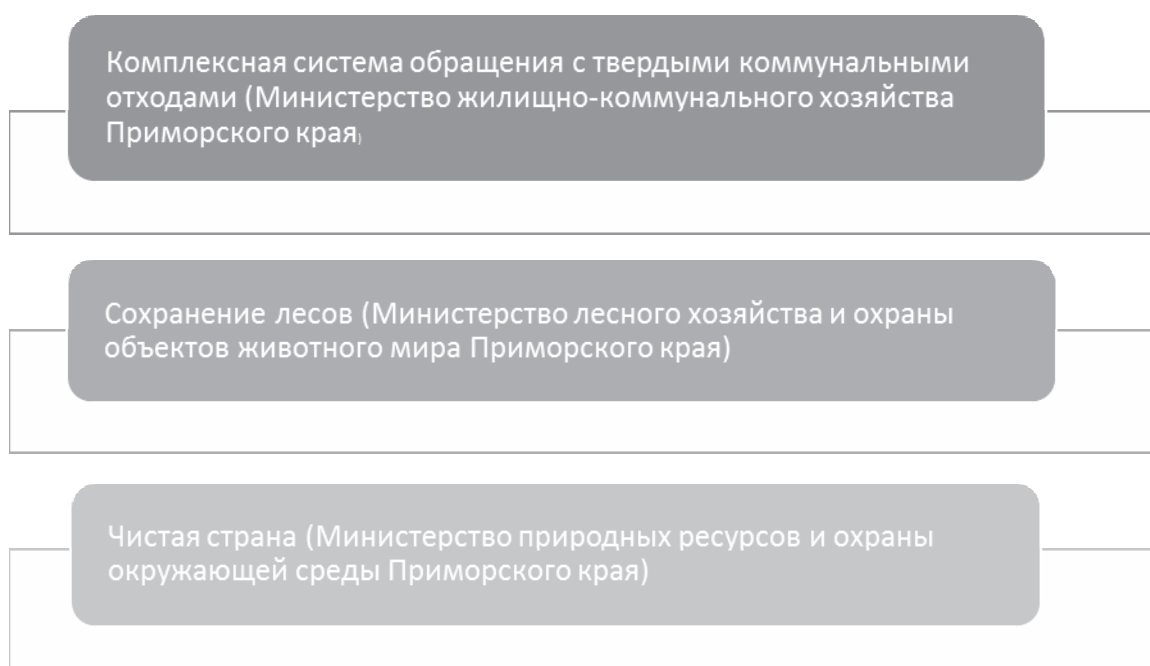 Комплексная система обращения с твердыми коммунальными
отходами (Министерство жилищно-коммунального хозяйства
Приморского края)
Сохранение лесов (Министерство лесного хозяйства и охраны
объектов животного мира Приморского края)
Чистая страна (Министерство природных ресурсов и охраны
окружающей среды Приморского края)